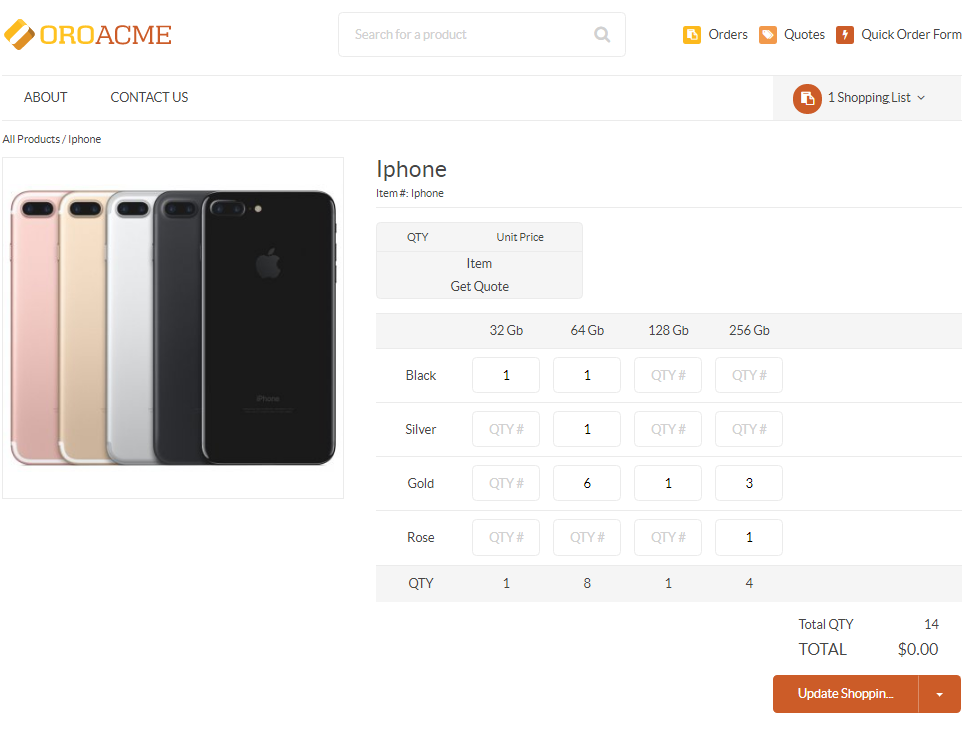 OROACME
Search for a product
Orders Quotes Quick Order Form
ABOUT CONTACT US
1 Shopping List
All Products / Iphone
Iphone
Item #: Iphone
QTY Unit Price
Item
Get Quote
32 Gb 64 Gb 128 Gb 256 Gb
Black 1 1 QTY # QTY #
Silver QTY # 1 QTY # QTY #
Gold QTY # 6 1 3
Rose QTY # QTY # QTY # 1
QTY 1 8 1 4
Total QTY 14
TOTAL $0.00
Update Shoppin...
iPhone